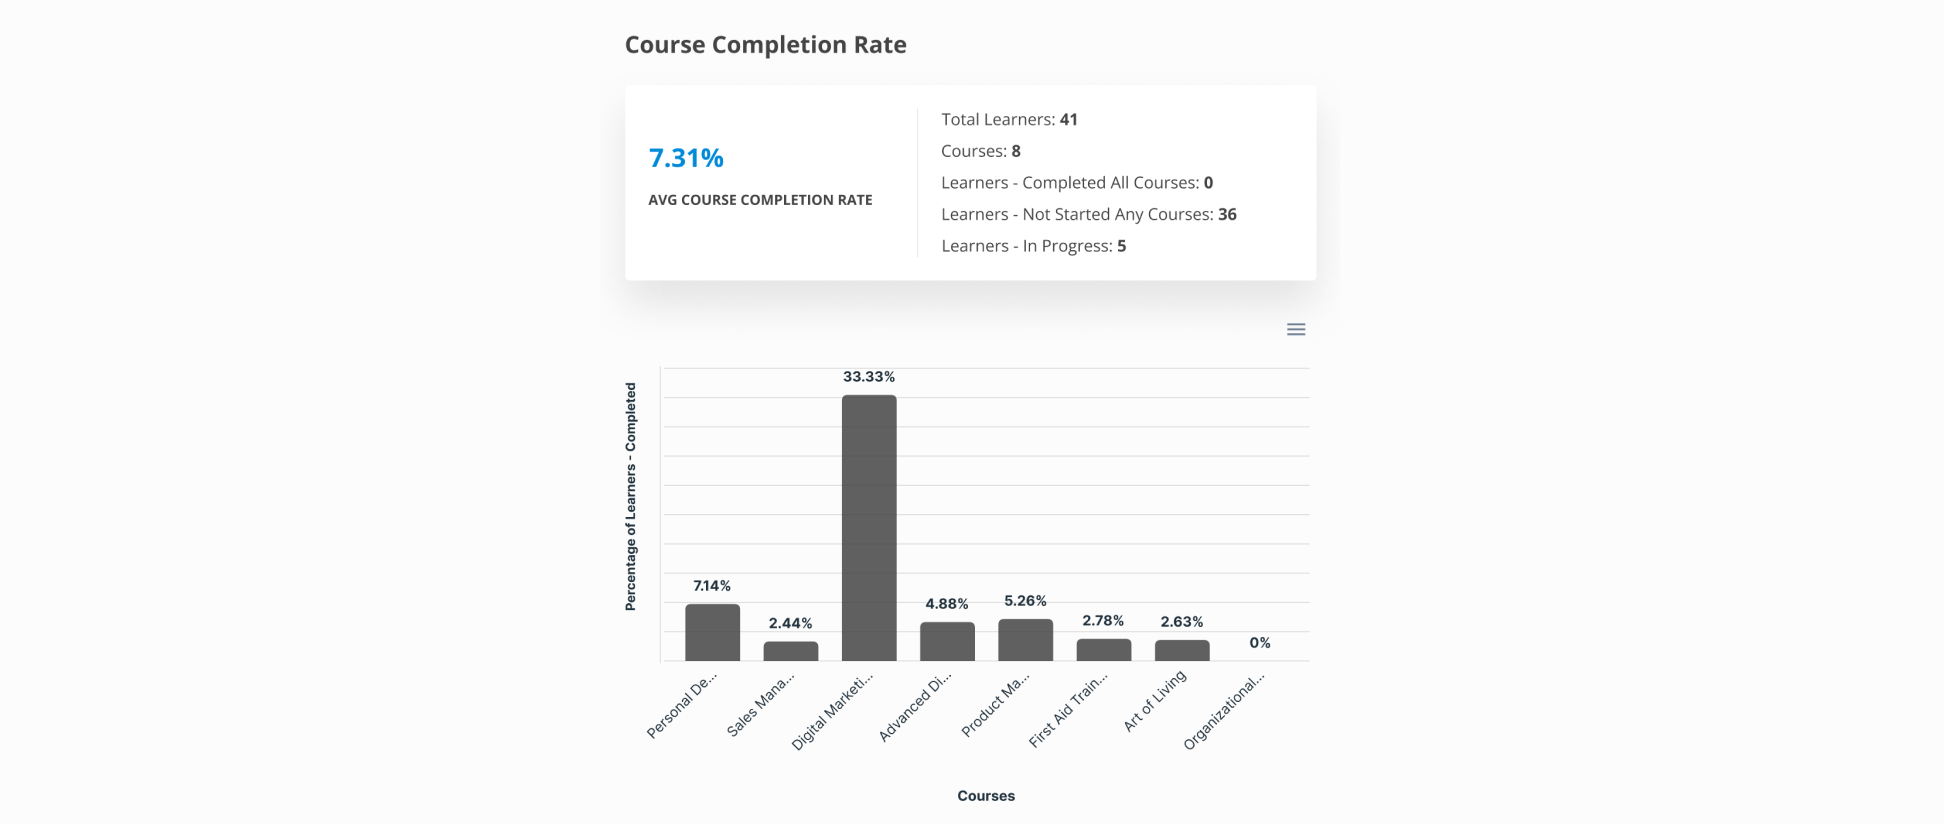 Course Completion Rate
7.31%
AVG COURSE COMPLETION RATE
Total Learners: 41
Courses: 8
Learners - Completed All Courses: 0
Learners - Not Started Any Courses: 36
Learners - In Progress: 5
Percentage of Learners - Completed
7.14%
2.44%
33.33%
4.88%
5.26%
2.78%
2.63%
0%
Personal De...
Sales Mana...
Digital Marketi...
Advanced Di...
Product Ma...
First Aid Train...
Art of Living
Organizational...
Courses